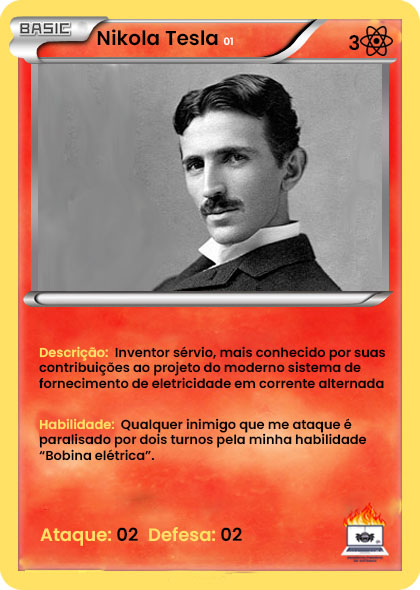 BASIC
Nikola Tesla 01
3
Descrição: Inventor sérvio, mais conhecido por suas
contribuições ao projeto do moderno sistema de
fornecimento de eletricidade em corrente alternada
Habilidade: Qualquer inimigo que me ataque é
paralisado por dois turnos pela minha habilidade
“Bobina elétrica”.
Ataque: 02 Defesa: 02